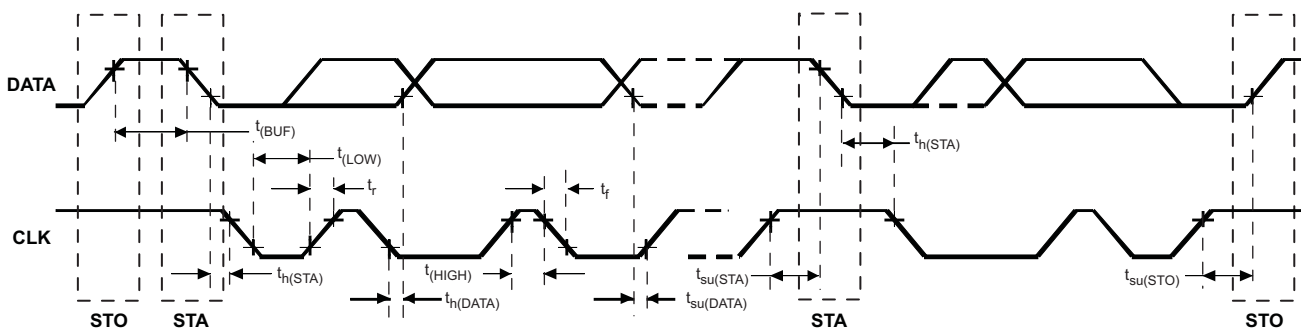 DATA
t(BUF)
t(LOW)
tr
tf
th(STA)
CLK
th(STA)
t(HIGH)
th(DATA)
tsu(STA)
tsu(DATA)
tsu(STO)
STO STA STA STO